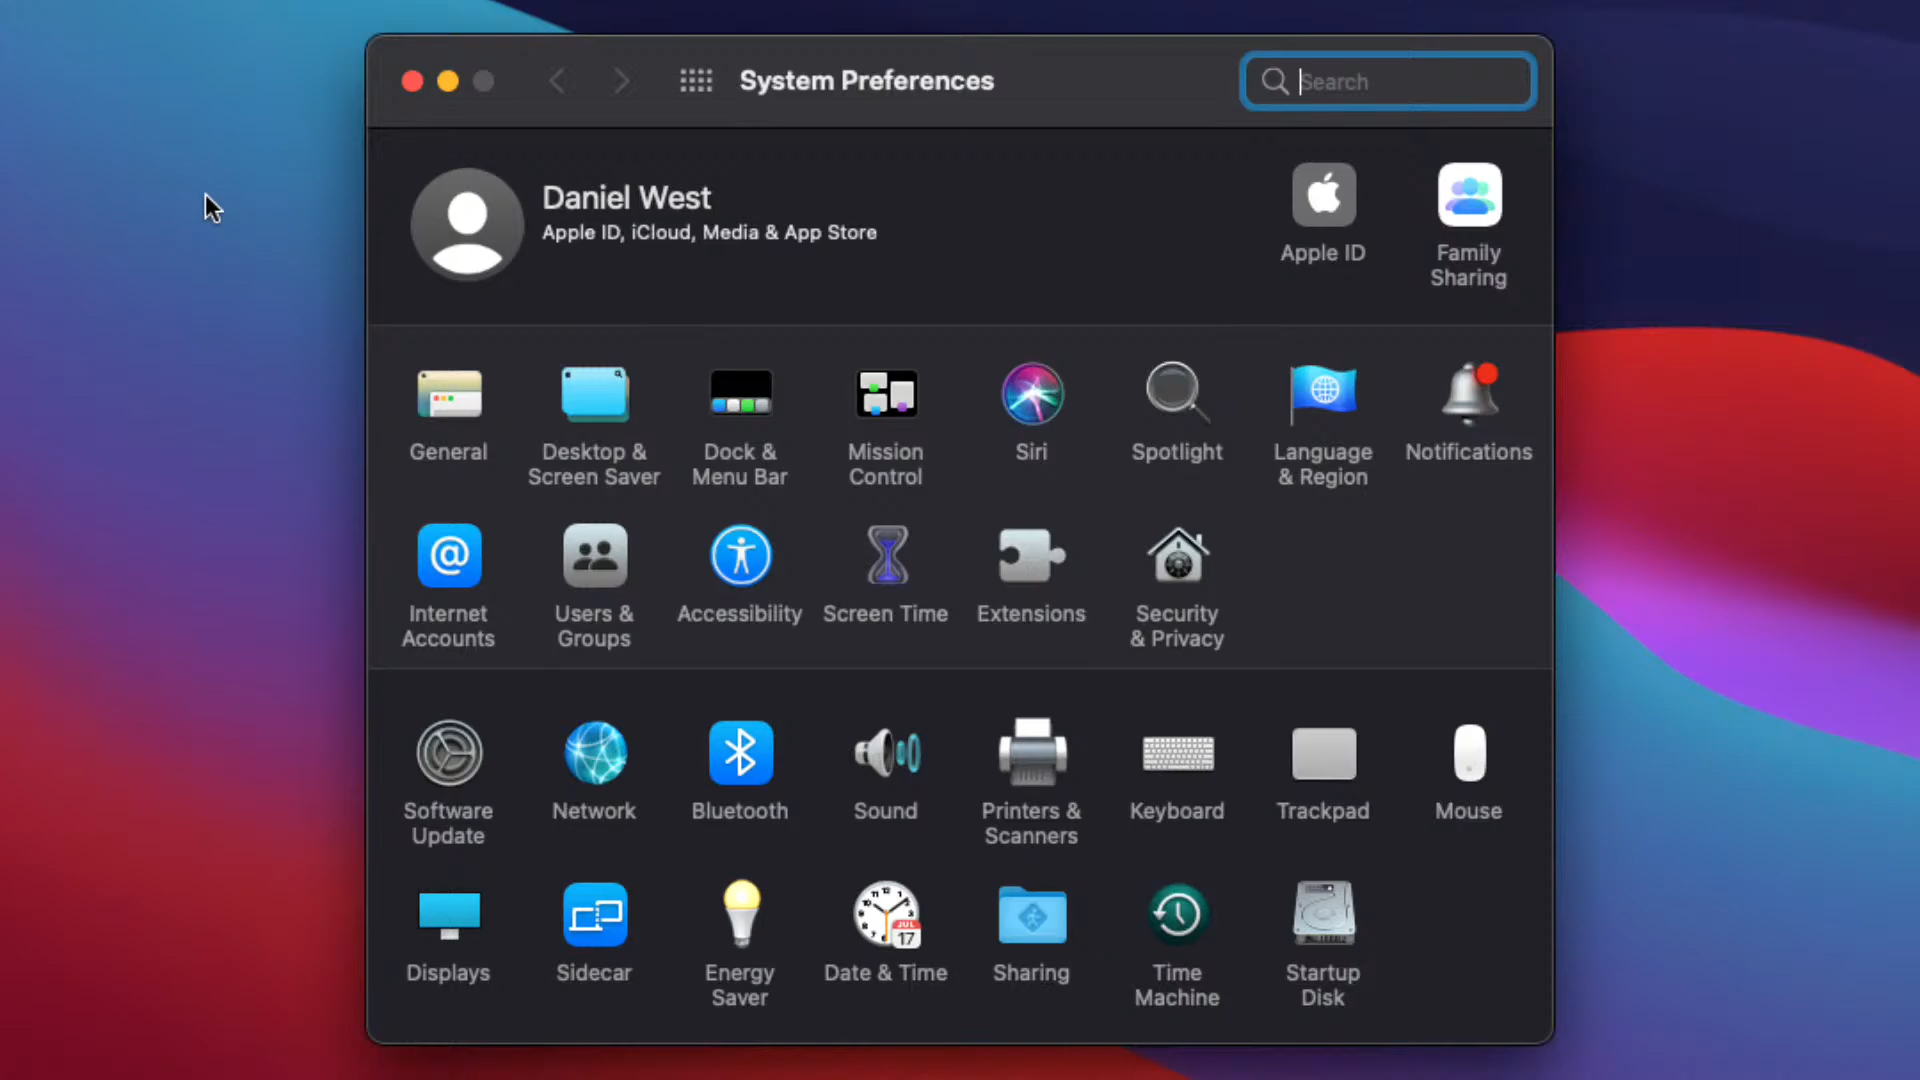 System Preferences
Search
Daniel West
Apple ID, iCloud, Media & App Store
Apple ID
Family
Sharing
General
Desktop &
Screen Saver
Dock &
Menu Bar
Mission
Control
Siri
Spotlight
Language
& Region
Notifications
Internet
Accounts
Users &
Groups
Accessibility
Screen Time
Extensions
Security
& Privacy
Software
Update
Network
Bluetooth
Sound
Printers &
Scanners
Keyboard
Trackpad
Mouse
JUL
17
Displays
Sidecar
Energy
Saver
Date & Time
Sharing
Time
Machine
Startup
Disk